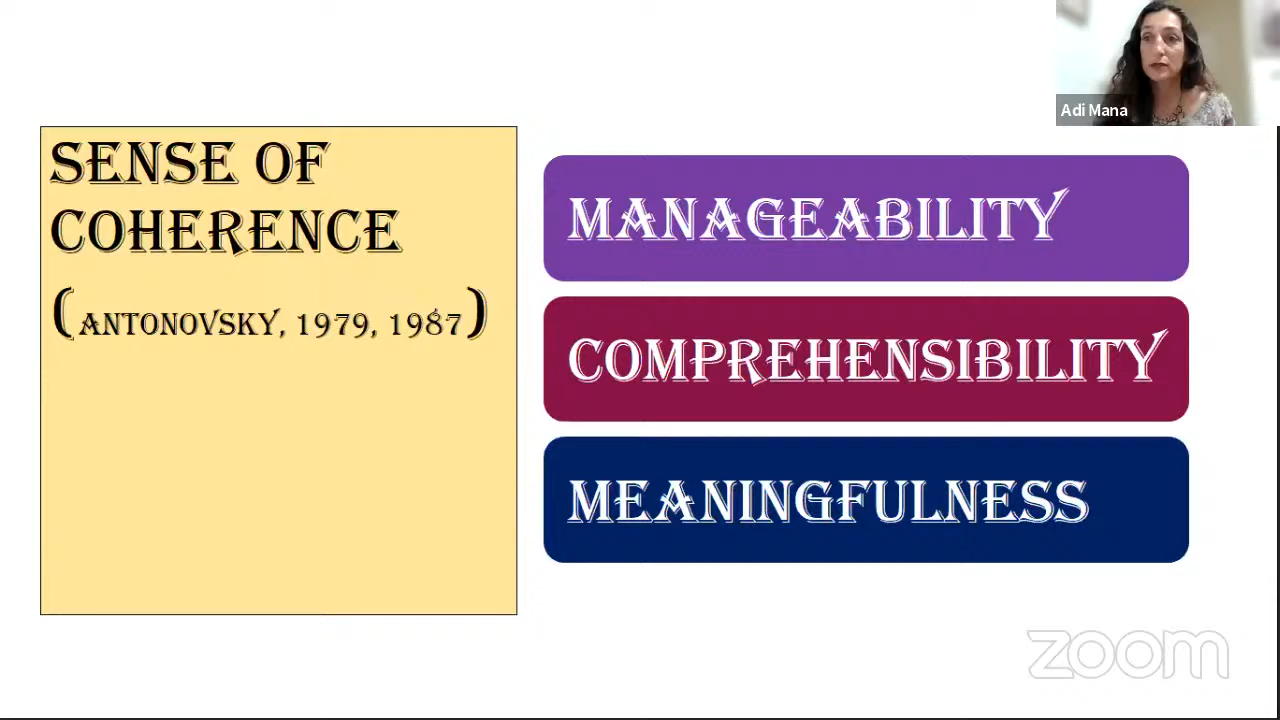 SENSE OF
COHERENCE
(ANTONOVSKY, 1979, 1987)
MANAGEABILITY
COMPREHENSIBILITY
MEANINGFULNESS
Adi Mana
zoom